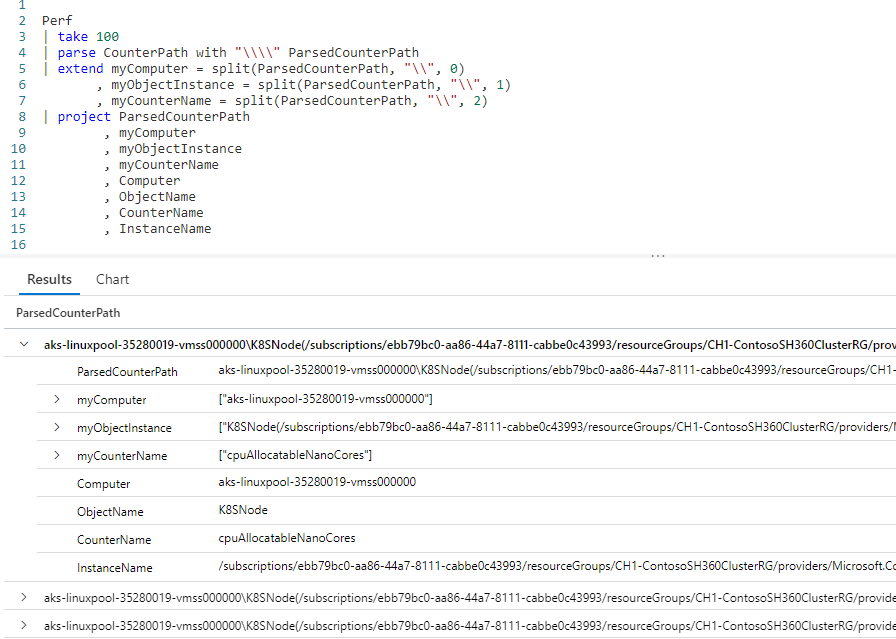 1
2 Perf
3 | take 100
4 | parse CounterPath with "\\\\" ParsedCounterPath
5 | extend myComputer = split(ParsedCounterPath, "\\", 0)
6 , myObjectInstance = split(ParsedCounterPath, "\\", 1)
7 , myCounterName = split(ParsedCounterPath, "\\", 2)
8 | project ParsedCounterPath
9 , myComputer
10 , myObjectInstance
11 , myCounterName
12 , Computer
13 , ObjectName
14 , CounterName
15 , InstanceName
16
...
Results Chart
ParsedCounterPath
aks-linuxpool-35280019-vmss000000\K8SNode(/subscriptions/ebb79bc0-aa86-44a7-8111-cabbe0c43993/resourceGroups/CH1-ContosoSH360ClusterRG/prov
ParsedCounterPath aks-linuxpool-35280019-vmss000000\K8SNode(/subscriptions/ebb79bc0-aa86-44a7-8111-cabbe0c43993/resourceGroups/CH1-
myComputer ["aks-linuxpool-35280019-vmss000000"]
myObjectInstance ["K8SNode(/subscriptions/ebb79bc0-aa86-44a7-8111-cabbe0c43993/resourceGroups/CH1-ContosoSH360ClusterRG/providers/
myCounterName ["cpuAllocatableNanoCores"]
Computer aks-linuxpool-35280019-vmss000000
ObjectName K8SNode
CounterName cpuAllocatableNanoCores
InstanceName /subscriptions/ebb79bc0-aa86-44a7-8111-cabbe0c43993/resourceGroups/CH1-ContosoSH360ClusterRG/providers/Microsoft.Co
aks-linuxpool-35280019-vmss000000\K8SNode(/subscriptions/ebb79bc0-aa86-44a7-8111-cabbe0c43993/resourceGroups/CH1-ContosoSH360ClusterRG/provide
aks-linuxpool-35280019-vmss000000\K8SNode(/subscriptions/ebb79bc0-aa86-44a7-8111-cabbe0c43993/resourceGroups/CH1-ContosoSH360ClusterRG/provide